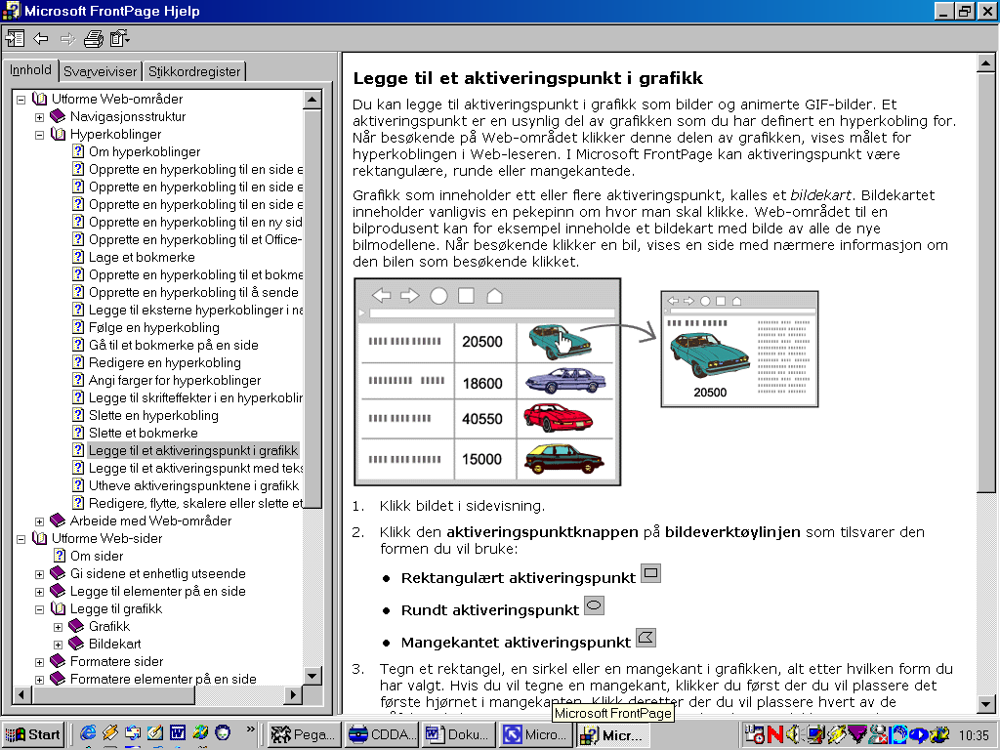 Microsoft FrontPage Hjelp
Innhold Svarveiviser Stikkordregister
Utforme Web-områder
Navigasjonsstruktur
Hyperkoblinger
Om hyperkoblinger
Opprette en hyperkobling til en side e
Opprette en hyperkobling til en side e
Opprette en hyperkobling til en side e
Opprette en hyperkobling til en ny sid
Opprette en hyperkobling til et Office-
Lage et bokmerke
Opprette en hyperkobling til et bokme
Opprette en hyperkobling til å sende
Legge til eksterne hyperkoblinger i na
Følge en hyperkobling
Gå til et bokmerke på en side
Redigere en hyperkobling
Angi farger for hyperkoblinger
Legge til skrifteffekter i en hyperkoblin
Slette en hyperkobling
Slette et bokmerke
Legge til et aktiveringspunkt i grafikk
Legge til et aktiveringspunkt med teks
Utheve aktiveringspunktene i grafikk
Redigere, flytte, skalere eller slette et
Arbeide med Web-områder
Utforme Web-sider
Om sider
Gi sidene et enhetlig utseende
Legge til elementer på en side
Legge til grafikk
Grafikk
Bildekart
Formatere sider
Formatere elementer på en side
Legge til et aktiveringspunkt i grafikk
Du kan legge til aktiveringspunkt i grafikk som bilder og animerte GIF-bilder. Et
aktiveringspunkt er en usynlig del av grafikken som du har definert en hyperkobling for.
Når besøkende på Web-området klikker denne delen av grafikken, vises målet for
hyperkoblingen i Web-leseren. I Microsoft FrontPage kan aktiveringspunkt være
rektangulære, runde eller mangekantede.
Grafikk som inneholder ett eller flere aktiveringspunkt, kalles et bildekart. Bildekartet
inneholder vanligvis en pekepinn om hvor man skal klikke. Web-området til en
bilprodusent kan for eksempel inneholde et bildekart med bilde av alle de nye
bilmodellene. Når besøkende klikker en bil, vises en side med nærmere informasjon om
den bilen som besøkende klikket.
20500
18600
40550
15000
20500
1. Klikk bildet i sidevisning.
2. Klikk den aktiveringspunktknappen på bildeverktøylinjen som tilsvarer den
formen du vil bruke:
• Rektangulært aktiveringspunkt
• Rundt aktiveringspunkt
• Mangekantet aktiveringspunkt
3. Tegn et rektangel, en sirkel eller en mangekant i grafikken, alt etter hvilken form du
har valgt. Hvis du vil tegne en mangekant, klikker du først der du vil plassere det
første hjørnet i mangekanten. Klikk deretter der du vil plassere hvert av de
Microsoft FrontPage
Start » Pega... CDDA... Doku... Micro... Micr... 10:35